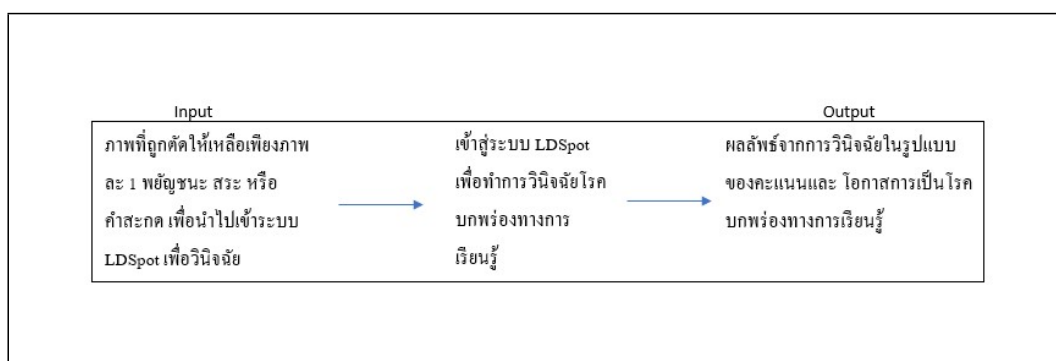 Input
ภาพที่ถูกตัดให้เหลือเพียงภาพ
ละ 1 พยัญชนะ สระ หรือ
คำสะกด เพื่อนำไปเข้าระบบ
LDSpot เพื่อวินิจฉัย
เข้าสู่ระบบ LDSpot
เพื่อทำการวินิจฉัยโรค
บกพร่องทางการ
เรียนรู้
Output
ผลลัพธ์จากการวินิจฉัยในรูปแบบ
ของคะแนนและ โอกาสการเป็นโรค
บกพร่องทางการเรียนรู้